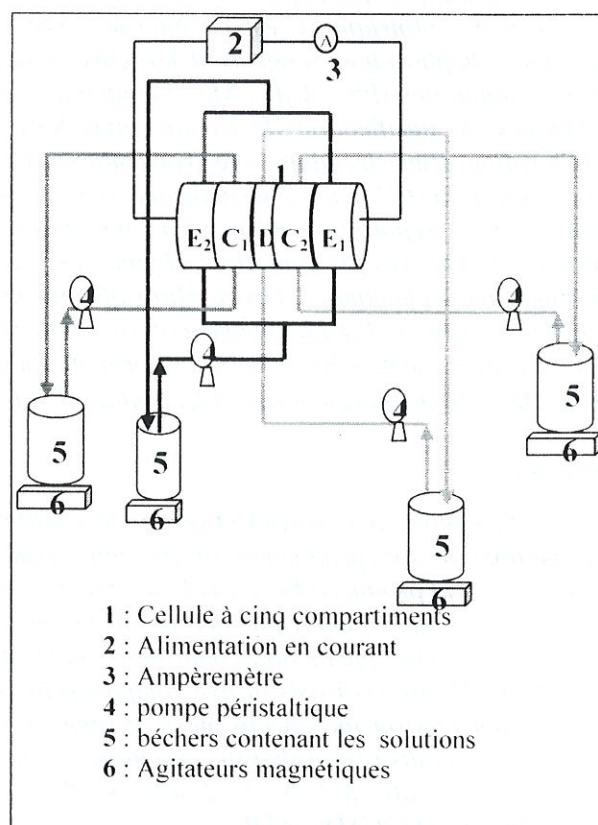 2
A
3
1
E₂ C₁ D C₂ E₁
4
4
4
4
5
5
5
5
6
6
6
6
1 : Cellule à cinq compartiments
2 : Alimentation en courant
3 : Ampèremètre
4 : pompe péristaltique
5 : béchers contenant les solutions
6 : Agitateurs magnétiques